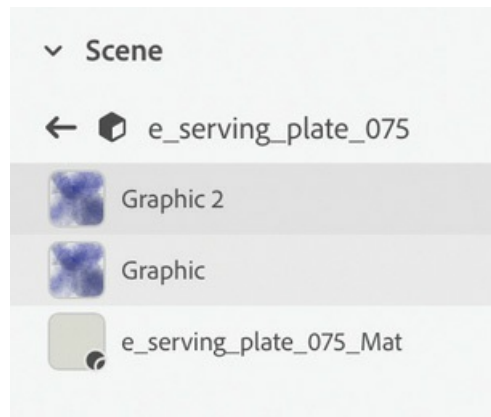 Scene
e_serving_plate_075
Graphic 2
Graphic
e_serving_plate_075_Mat